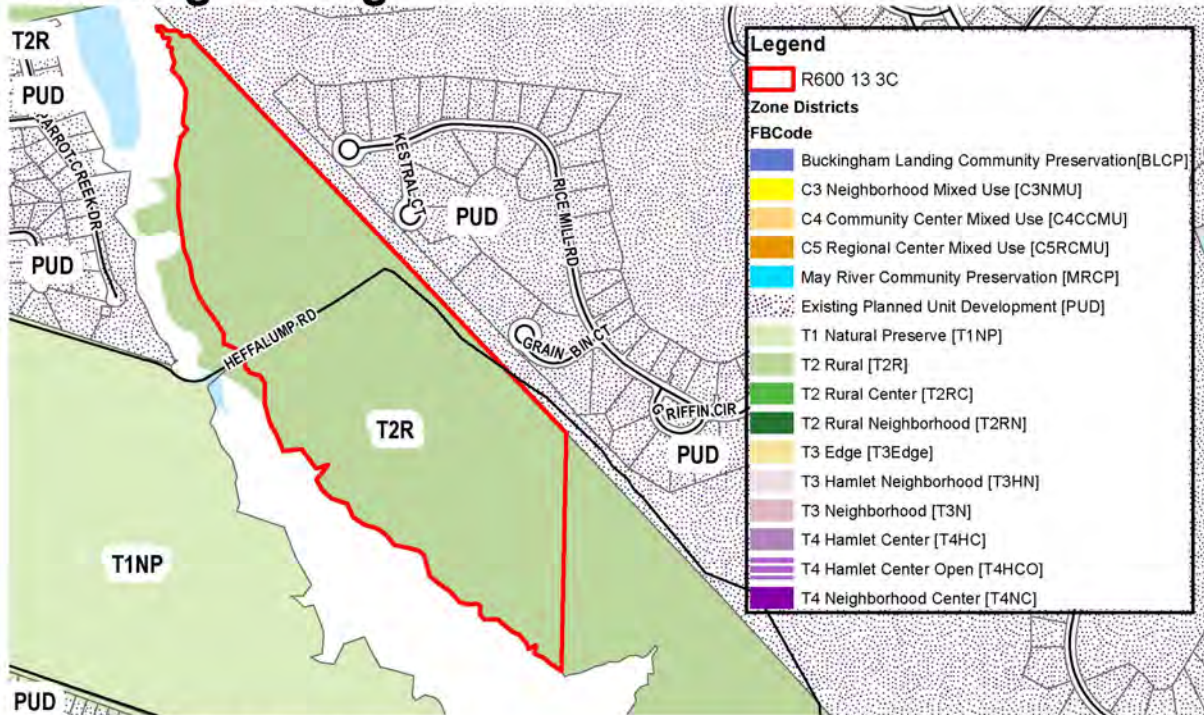 T2R
PUD
PARROT CREEK DR
PUD
KESTRAL CT
RICE MILL RD
PUD
HEFFALUMP RD
GRAIN BIN CT
GRIFFIN CIR
PUD
T2R
T1NP
PUD
Legend
R600 13 3C
Zone Districts
FBCode
Buckingham Landing Community Preservation[BLCP]
C3 Neighborhood Mixed Use [C3NMU]
C4 Community Center Mixed Use [C4CCMU]
C5 Regional Center Mixed Use [C5RCMU]
May River Community Preservation [MRCP]
Existing Planned Unit Development [PUD]
T1 Natural Preserve [T1NP]
T2 Rural [T2R]
T2 Rural Center [T2RC]
T2 Rural Neighborhood [T2RN]
T3 Edge [T3Edge]
T3 Hamlet Neighborhood [T3HN]
T3 Neighborhood [T3N]
T4 Hamlet Center [T4HC]
T4 Hamlet Center Open [T4HCO]
T4 Neighborhood Center [T4NC]